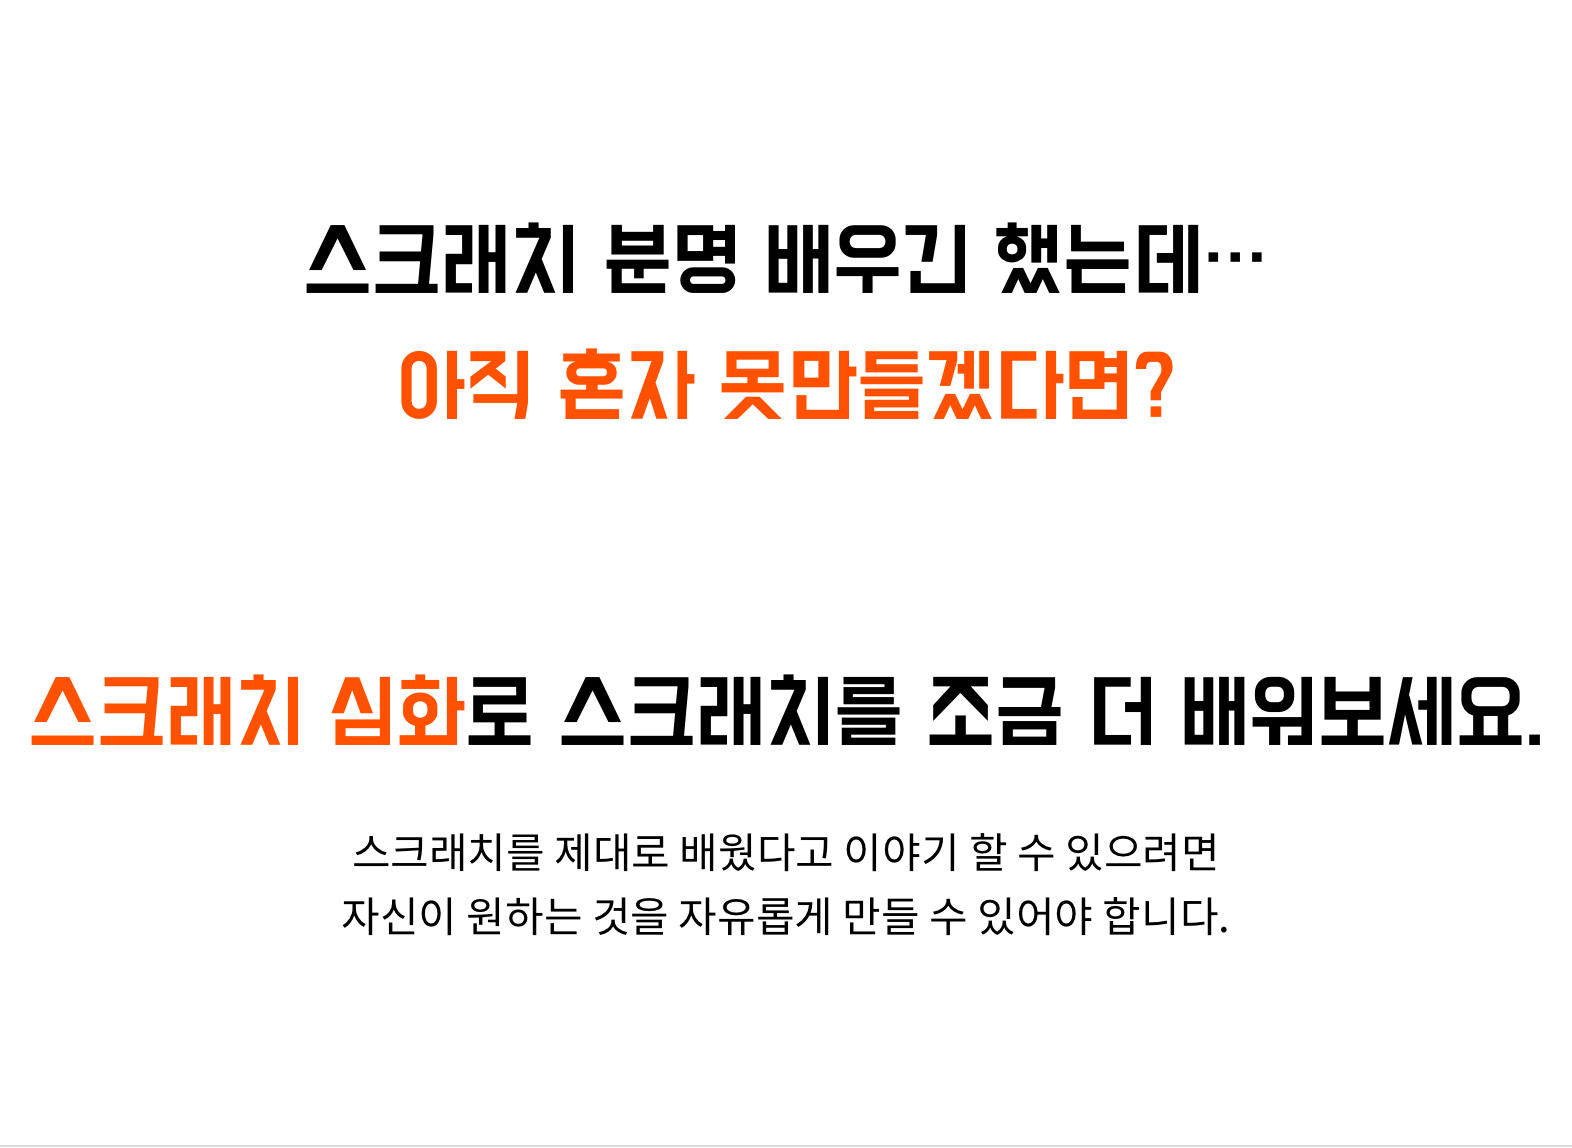 스크래치 분명 배우긴 했는데…
아직 혼자 못만들겠다면?
스크래치 심화로 스크래치를 조금 더 배워보세요.
스크래치를 제대로 배웠다고 이야기 할 수 있으려면
자신이 원하는 것을 자유롭게 만들 수 있어야 합니다.